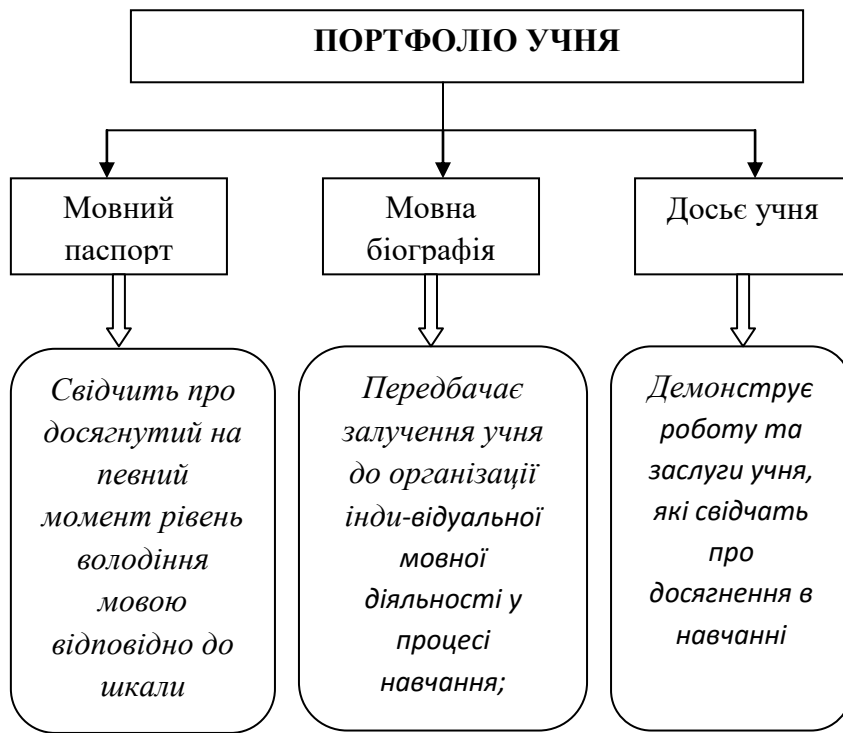 ПОРТФОЛІО УЧНЯ
Мовний
паспорт
Мовна
біографія
Досьє учня
Свідчить про
досягнутий на
певний
момент рівень
володіння
мовою
відповідно до
шкали
Передбачає
залучення учня
до організації
інди-відуальної
мовної
діяльності у
процесі
навчання;
Демонструє
роботу та
заслуги учня,
які свідчать
про
досягнення в
навчанні